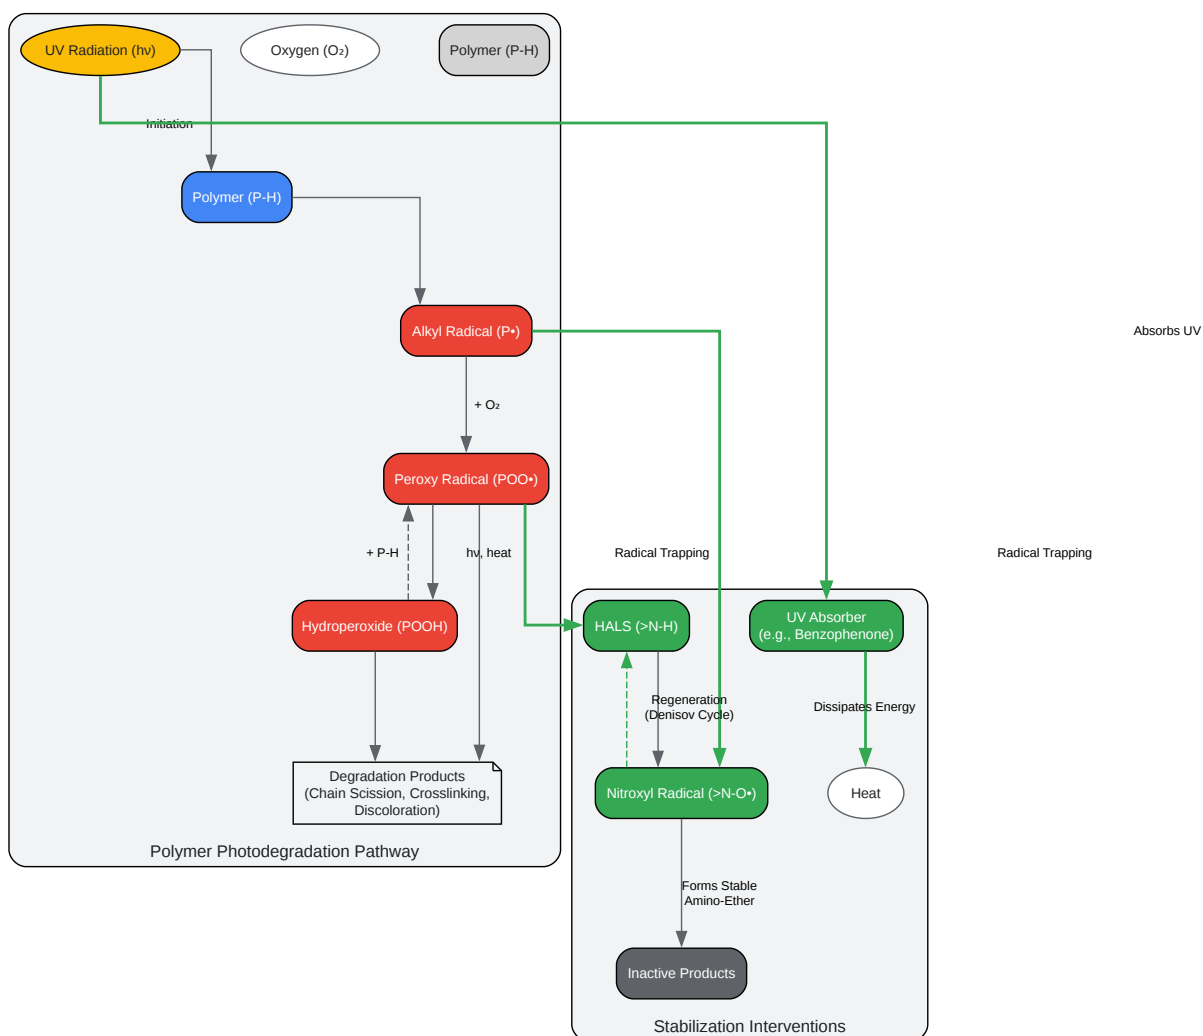 UV Radiation (hν)
Oxygen (O₂)
Polymer (P-H)
Initiation
Polymer (P-H)
Alkyl Radical (P•)
Absorbs UV
+ O₂
Peroxy Radical (POO•)
+ P-H
hν, heat
Radical Trapping
Radical Trapping
Hydroperoxide (POOH)
HALS (>N-H)
UV Absorber
(e.g., Benzophenone)
Regeneration
(Denisov Cycle)
Dissipates Energy
Degradation Products
(Chain Scission, Crosslinking,
Discoloration)
Nitroxyl Radical (>N-O•)
Heat
Polymer Photodegradation Pathway
Forms Stable
Amino-Ether
Inactive Products
Stabilization Interventions